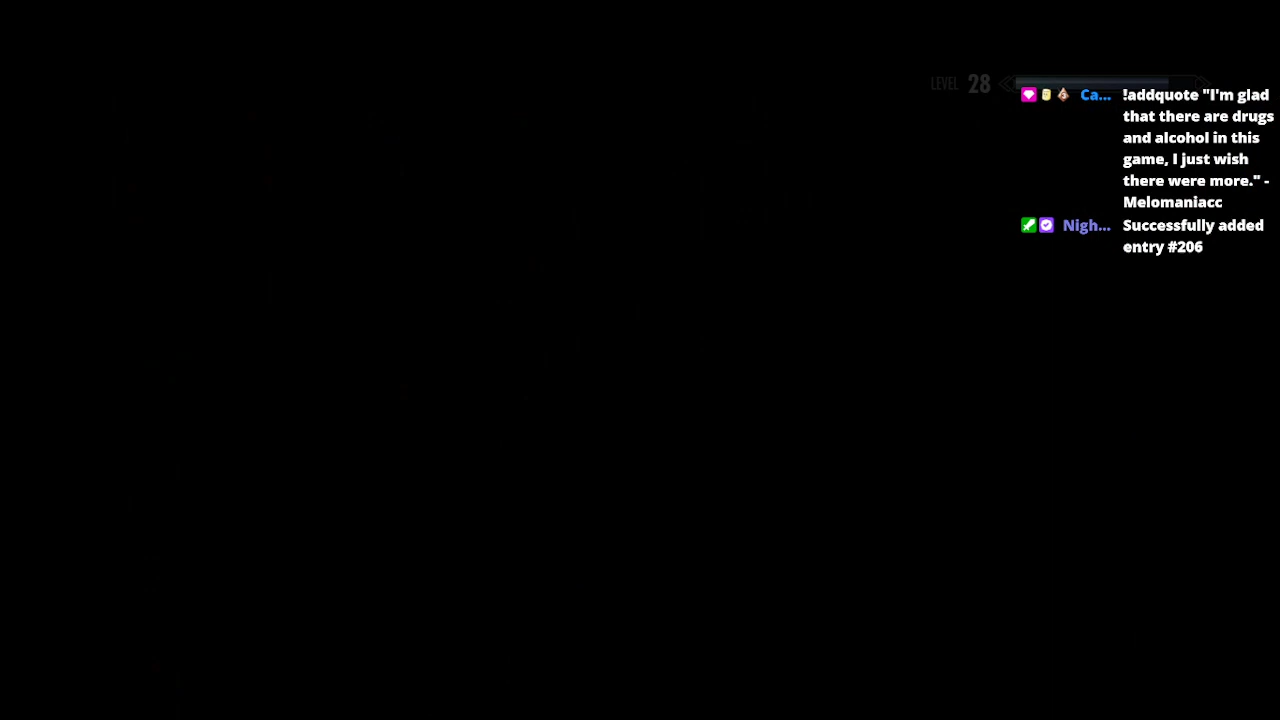 LEVEL 28
Ca... !addquote "I'm glad
that there are drugs
and alcohol in this
game, I just wish
there were more." -
Melomaniacc
Nigh... Successfully added
entry #206